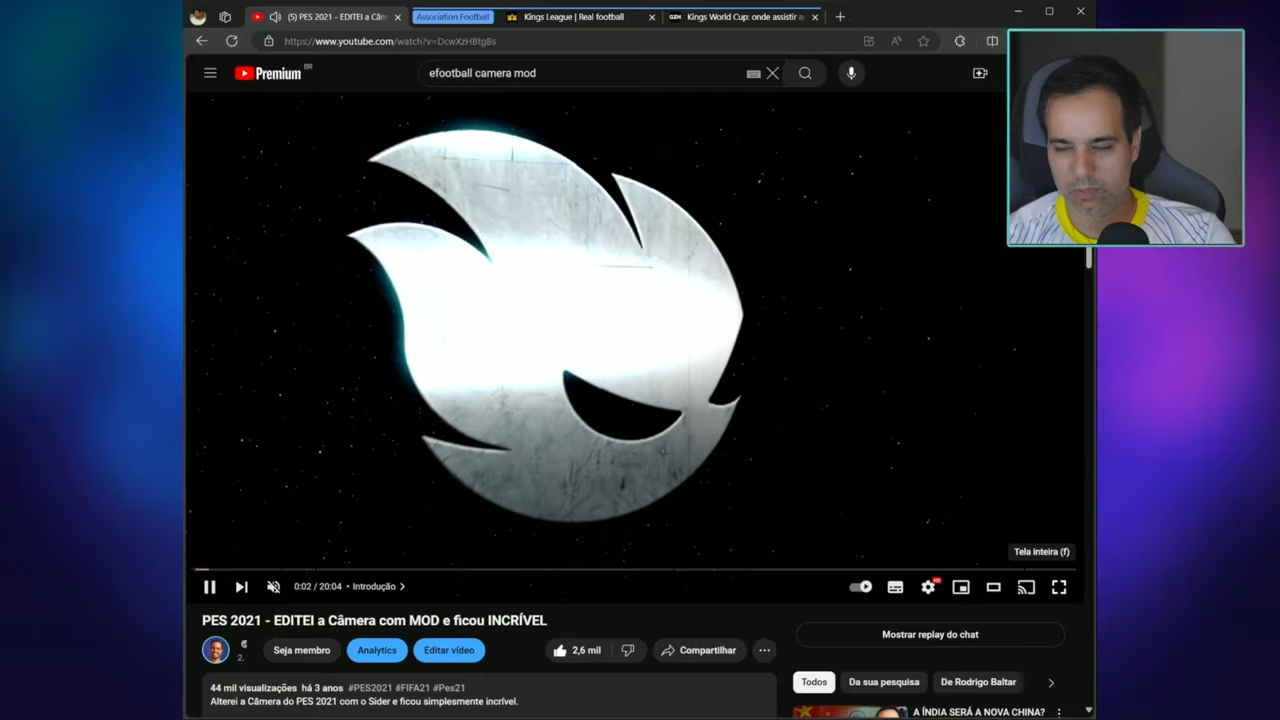 (5) PES 2021 - EDITEI a Câm
Association Football
Kings League | Real football
GZH
Kings World Cup: onde assistir a
https://www.youtube.com/watch?v=DcwXzHBtgBs
Premium BR
efootball camera mod
Tela inteira (f)
0:02 / 20:04 • Introdução
HD
PES 2021 - EDITEI a Câmera com MOD e ficou INCRÍVEL
Mostrar replay do chat
Seja membro
Analytics
Editar vídeo
2,6 mil
Compartilhar
2.
Todos
Da sua pesquisa
De Rodrigo Baltar
44 mil visualizações há 3 anos #PES2021 #FIFA21 #Pes21
Alterei a Câmera do PES 2021 com o Sider e ficou simplesmente incrível.
A ÍNDIA SERÁ A NOVA CHINA?